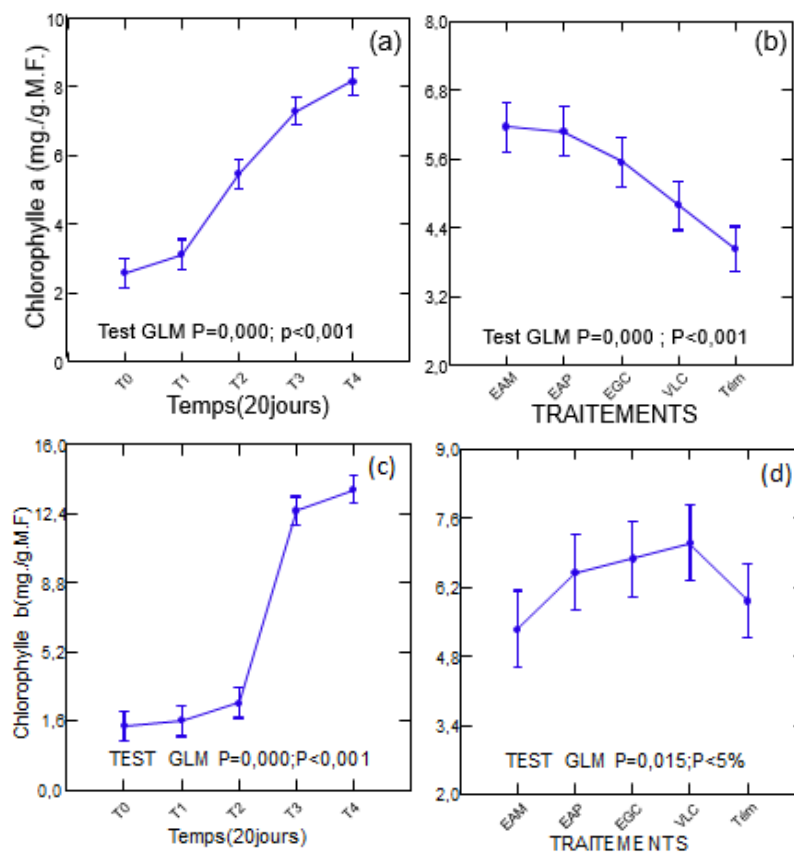 (a)
Chlorophylle a (mg./g.M.F.)
10
8
6
4
2
0
Test GLM P=0,000; p<0,001
T0 T1 T2 T3 T4
Temps(20jours)
(b)
8,0
6,8
5,6
4,4
3,2
2,0
Test GLM P=0,000 ; P<0,001
EAM EAP EGC VLC Tém
TRAITEMENTS
(c)
Chlorophylle b(mg./g.M.F)
16,0
12,4
8,8
5,2
1,6
0,0
TEST GLM P=0,000;P<0,001
T0 T1 T2 T3 T4
Temps(20jours)
(d)
9,0
7,6
6,2
4,8
3,4
2,0
TEST GLM P=0,015;P<5%
EAM EAP EGC VLC Tém
TRAITEMENTS